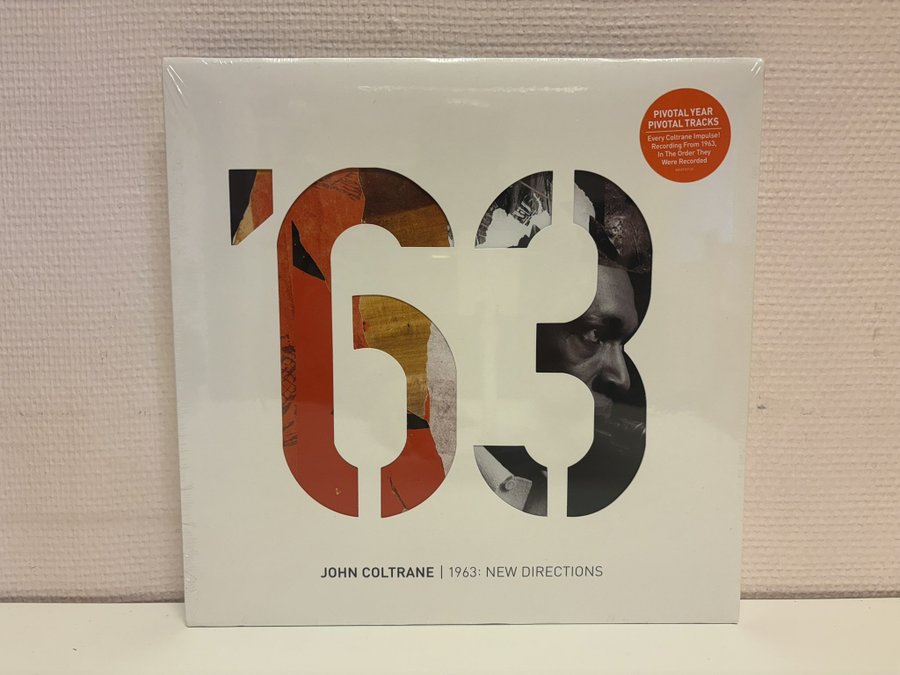 PIVOTAL YEAR
PIVOTAL TRACKS
Every Coltrane Impulse!
Recording From 1963,
In The Order They
Were Recorded
'63
JOHN COLTRANE | 1963: NEW DIRECTIONS